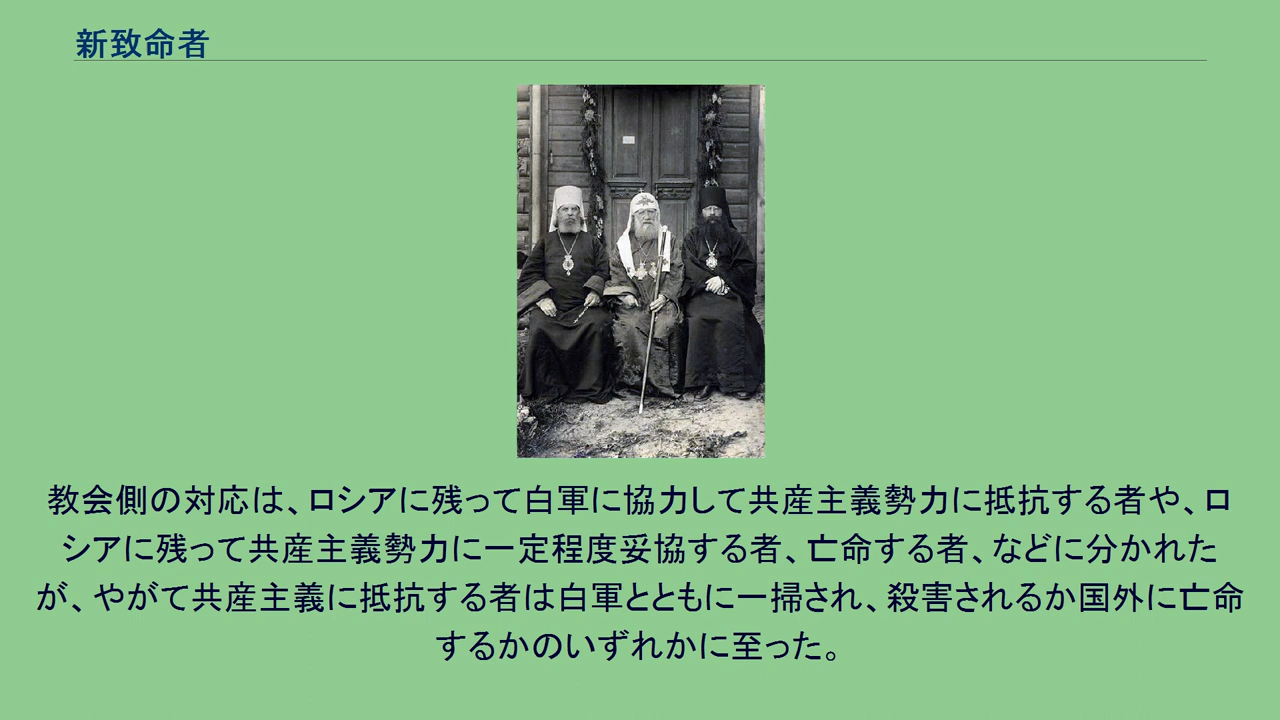 新致命者
教会側の対応は、ロシアに残って白軍に協力して共産主義勢力に抵抗する者や、ロ
シアに残って共産主義勢力に一定程度妥協する者、亡命する者、などに分かれた
が、やがて共産主義に抵抗する者は白軍とともに一掃され、殺害されるか国外に亡命
するかのいずれかに至った。